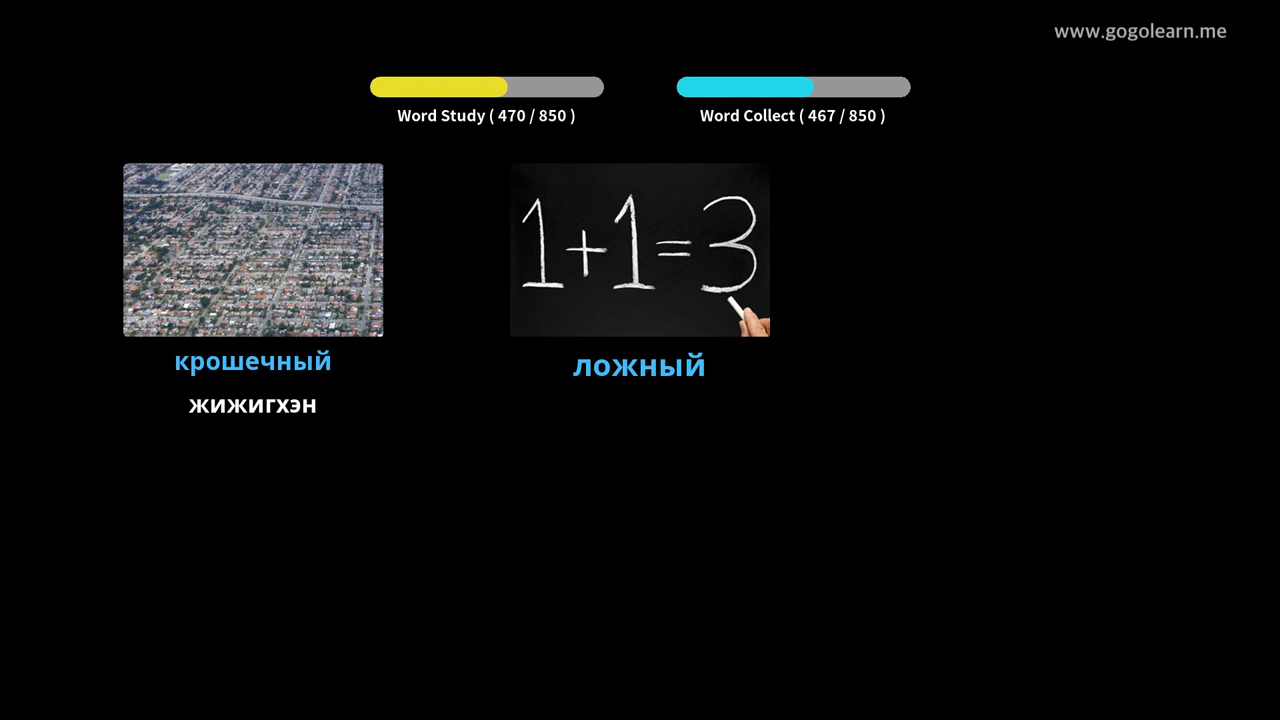 www.gogolearn.me
Word Study ( 470 / 850 )
Word Collect ( 467 / 850 )
1+1=3
крошечный
ложный
жижигхэн